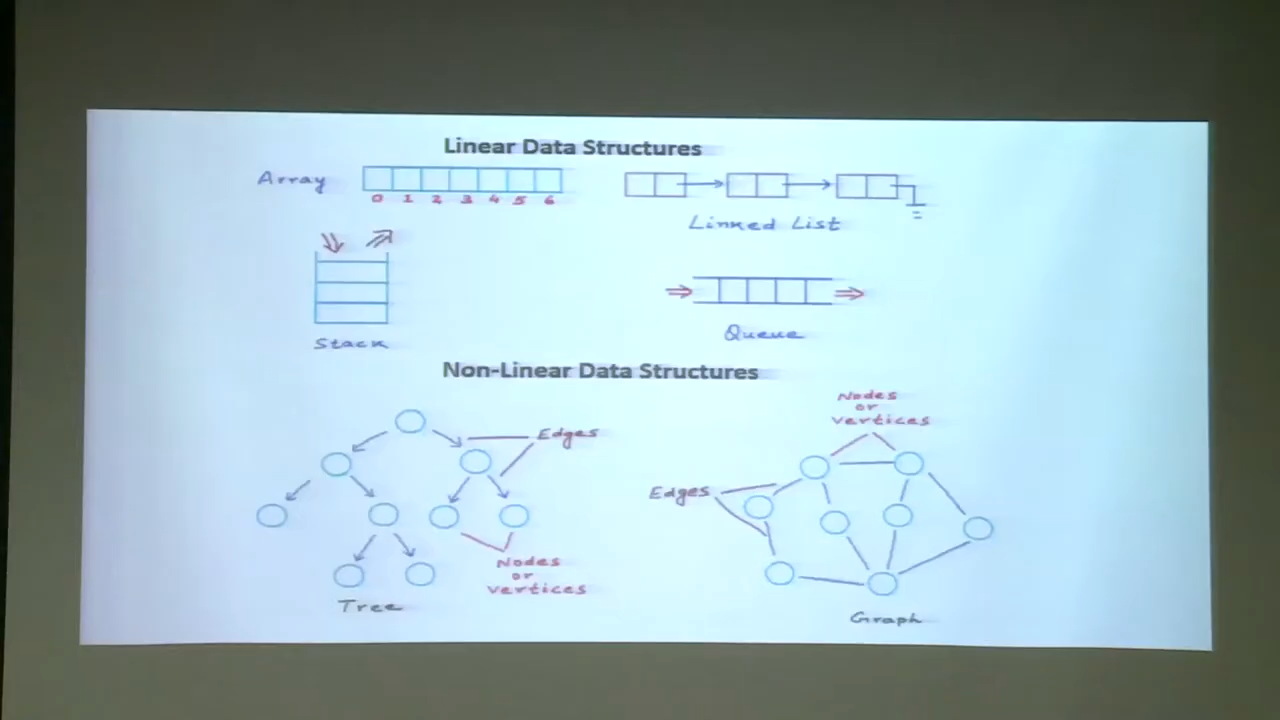 Linear Data Structures
Array
0 1 2 3 4 5 6
Linked List
Stack
Queue
Non-Linear Data Structures
Edges
Nodes
or
vertices
Tree
Nodes
or
vertices
Edges
Graph